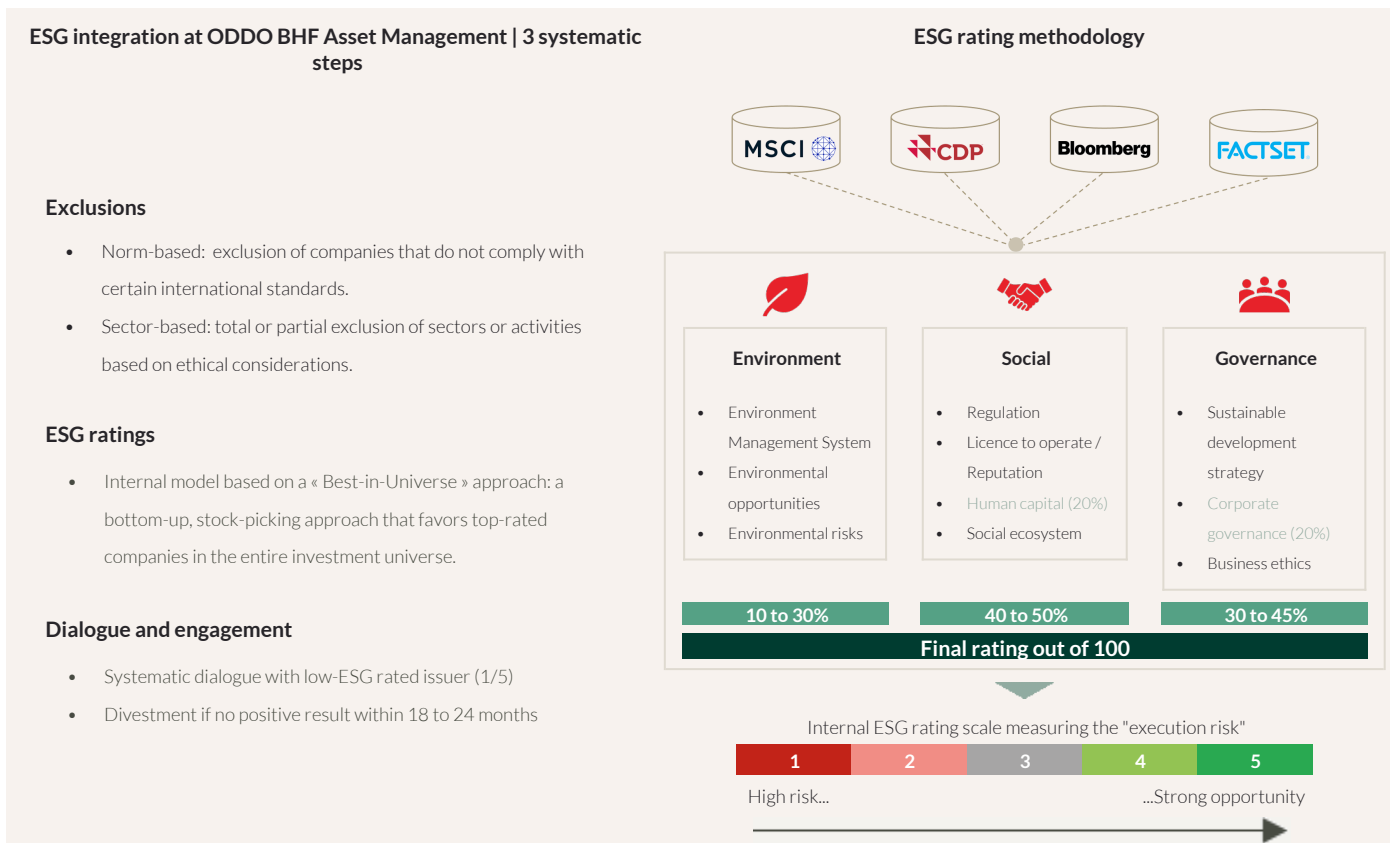 ESG integration at ODDO BHF Asset Management | 3 systematic
steps
Exclusions
• Norm-based: exclusion of companies that do not comply with
certain international standards.
• Sector-based: total or partial exclusion of sectors or activities
based on ethical considerations.
ESG ratings
• Internal model based on a « Best-in-Universe » approach: a
bottom-up, stock-picking approach that favors top-rated
companies in the entire investment universe.
Dialogue and engagement
• Systematic dialogue with low-ESG rated issuer (1/5)
• Divestment if no positive result within 18 to 24 months
ESG rating methodology
MSCI
CDP
Bloomberg
FACTSET
Environment
• Environment
Management System
• Environmental
opportunities
• Environmental risks
10 to 30%
Social
• Regulation
• Licence to operate /
Reputation
• Human capital (20%)
• Social ecosystem
40 to 50%
Governance
• Sustainable
development
strategy
• Corporate
governance (20%)
• Business ethics
30 to 45%
Final rating out of 100
Internal ESG rating scale measuring the "execution risk"
1 2 3 4 5
High risk... ...Strong opportunity